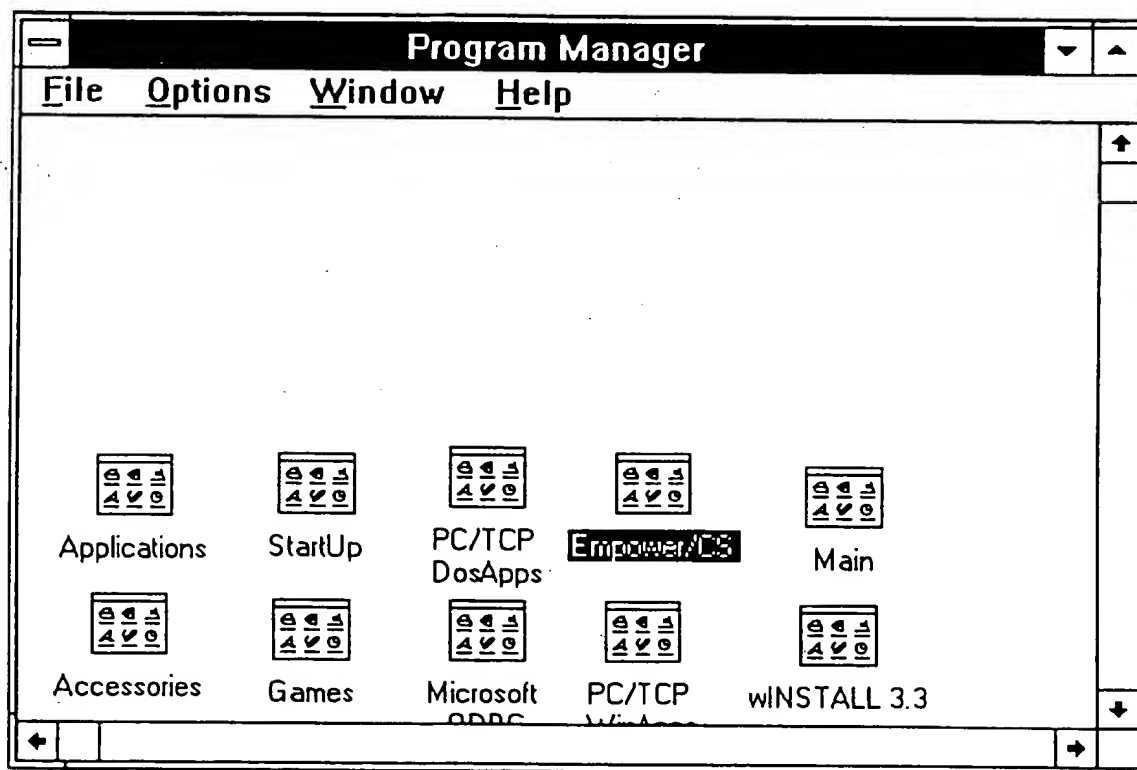 Program Manager
File Options Window Help
Applications StartUp PC/TCP DosApps Empower/CS Main
Accessories Games Microsoft PC/TCP wINSTALL 3.3